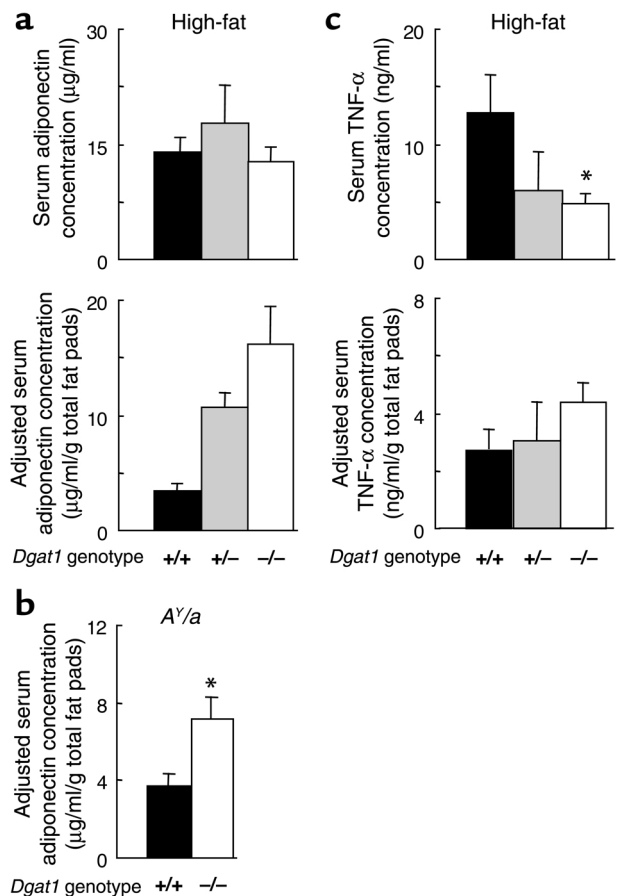 a
High-fat
Serum adiponectin
concentration (µg/ml)
30
15
0
Adjusted serum
adiponectin concentration
(µg/ml/g total fat pads)
20
10
0
Dgat1 genotype +/+ +/– –/–
c
High-fat
Serum TNF-α
concentration (ng/ml)
20
10
0
*
Adjusted serum
TNF-α concentration
(ng/ml/g total fat pads)
8
4
0
Dgat1 genotype +/+ +/– –/–
b
Aʸ/a
Adjusted serum
adiponectin concentration
(µg/ml/g total fat pads)
12
8
4
0
*
Dgat1 genotype +/+ –/–